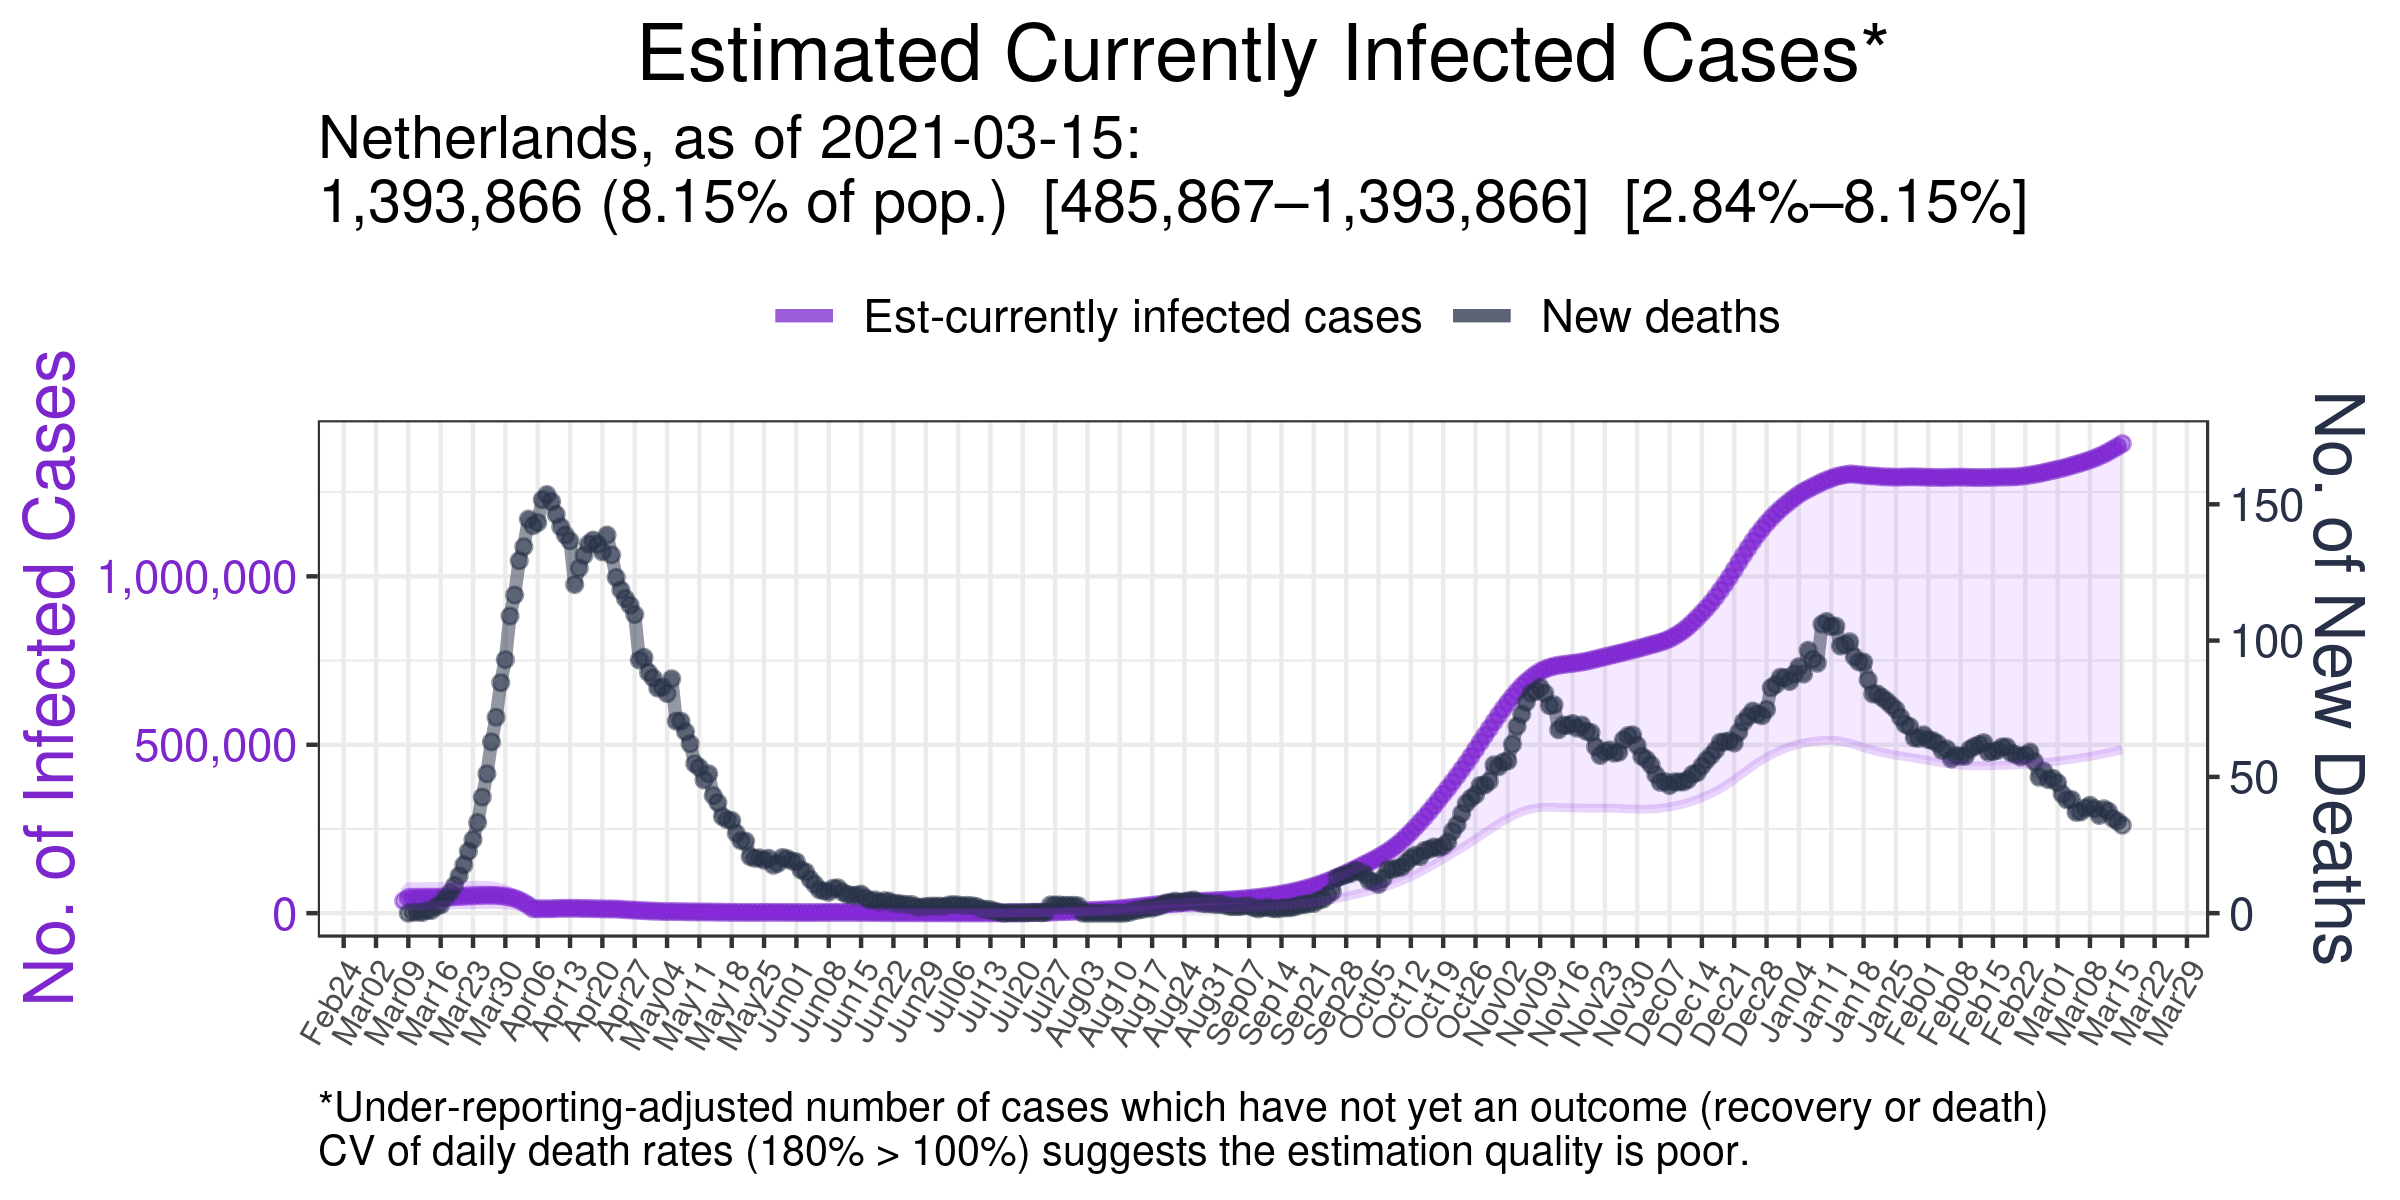 Estimated Currently Infected Cases*
Netherlands, as of 2021-03-15:
1,393,866 (8.15% of pop.) [485,867–1,393,866] [2.84%–8.15%]
Est-currently infected cases New deaths
No. of Infected Cases
1,000,000
500,000
0
150
100
50
0
No. of New Deaths
Feb24 Mar02 Mar09 Mar16 Mar23 Mar30 Apr06 Apr13 Apr20 Apr27 May04 May11 May18 May25 Jun01 Jun08 Jun15 Jun22 Jun29 Jul06 Jul13 Jul20 Jul27 Aug03 Aug10 Aug17 Aug24 Aug31 Sep07 Sep14 Sep21 Sep28 Oct05 Oct12 Oct19 Oct26 Nov02 Nov09 Nov16 Nov23 Nov30 Dec07 Dec14 Dec21 Dec28 Jan04 Jan11 Jan18 Jan25 Feb01 Feb08 Feb15 Feb22 Mar01 Mar08 Mar15 Mar22 Mar29
*Under-reporting-adjusted number of cases which have not yet an outcome (recovery or death)
CV of daily death rates (180% > 100%) suggests the estimation quality is poor.